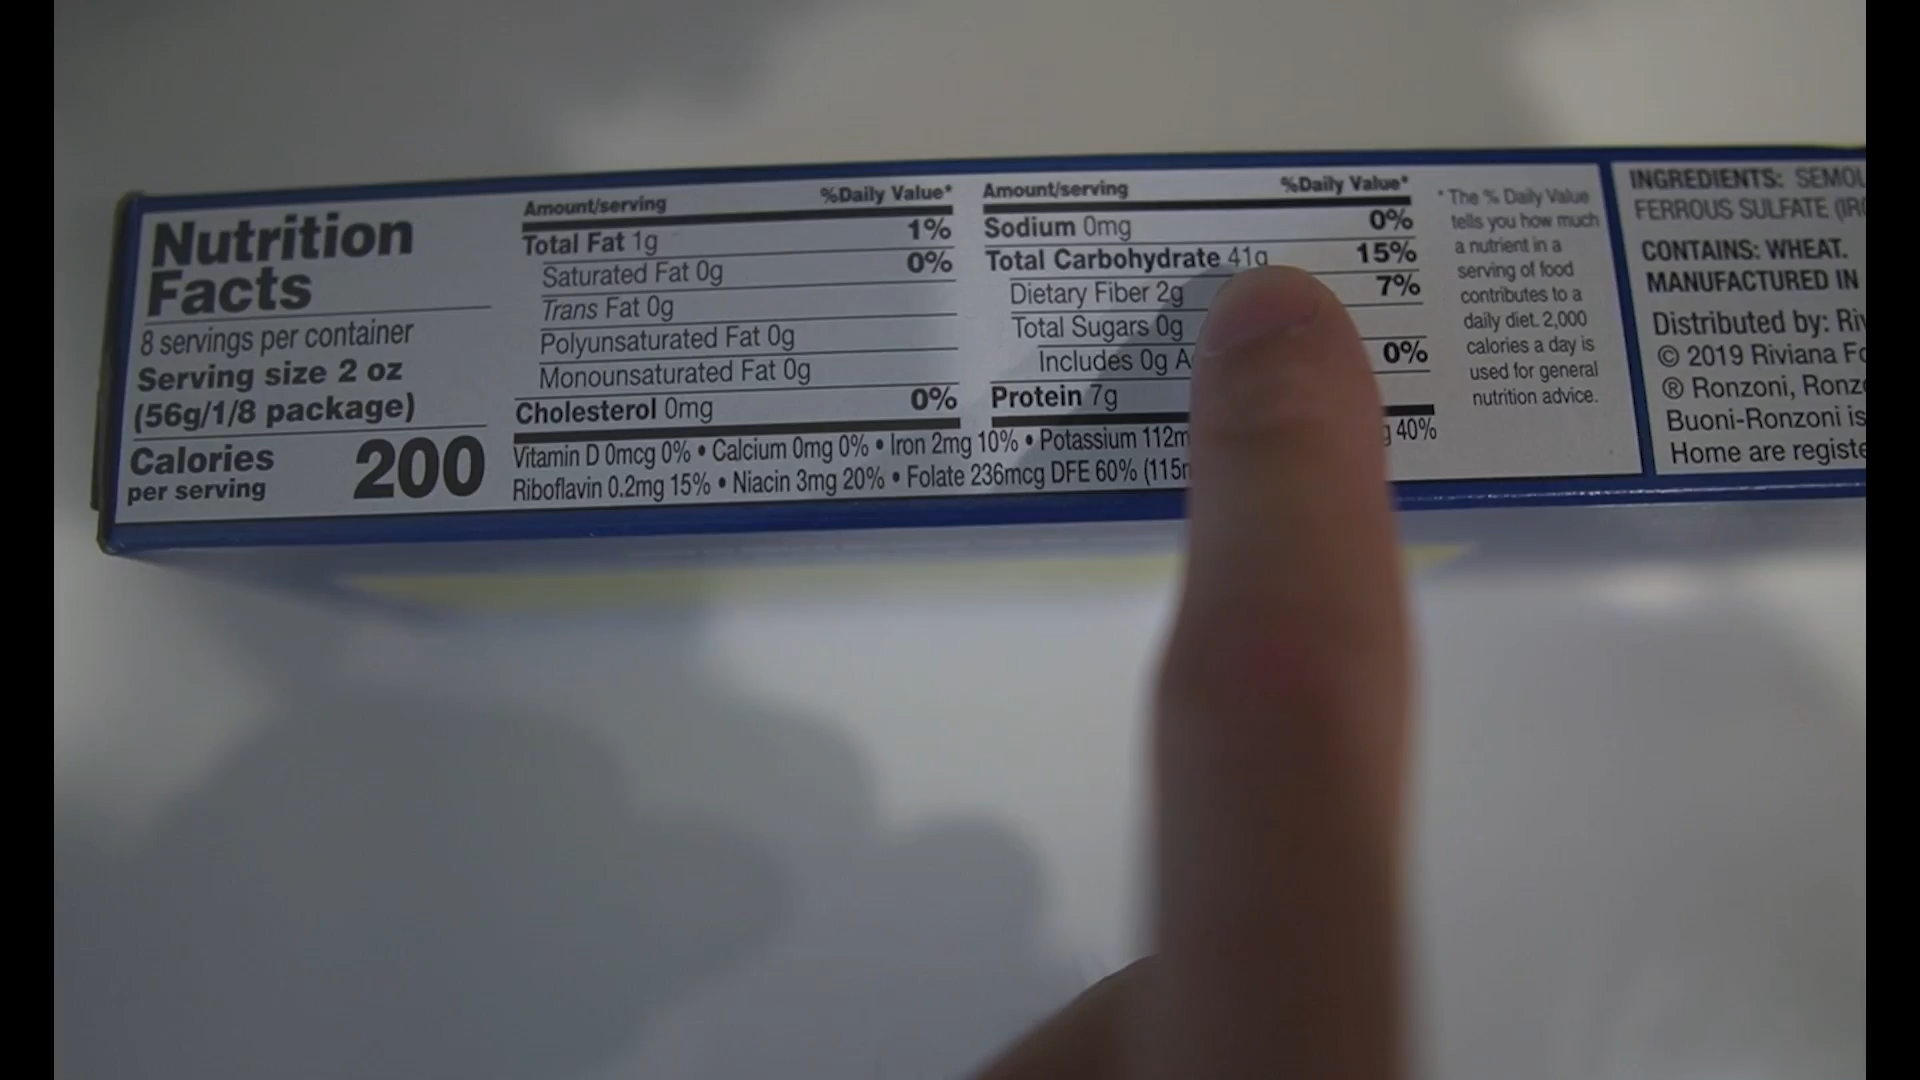 Nutrition
Facts
8 servings per container
Serving size 2 oz
(56g/1/8 package)
Calories
per serving
200
Amount/serving %Daily Value*
Total Fat 1g 1%
Saturated Fat 0g 0%
Trans Fat 0g
Polyunsaturated Fat 0g
Monounsaturated Fat 0g
Cholesterol 0mg 0%
Amount/serving %Daily Value*
Sodium 0mg 0%
Total Carbohydrate 41g 15%
Dietary Fiber 2g 7%
Total Sugars 0g
Includes 0g 0%
Protein 7g
Vitamin D 0mcg 0% • Calcium 0mg 0% • Iron 2mg 10% • Potassium 40%
Riboflavin 0.2mg 15% • Niacin 3mg 20% • Folate 236mcg DFE 60%
* The % Daily Value
tells you how much
a nutrient in a
serving of food
contributes to a
daily diet. 2,000
calories a day is
used for general
nutrition advice.
INGREDIENTS:
FERROUS SULFATE
CONTAINS: WHEAT.
MANUFACTURED IN
Distributed by:
© 2019 Riviana
® Ronzoni,
Buoni-Ronzoni is
Home are